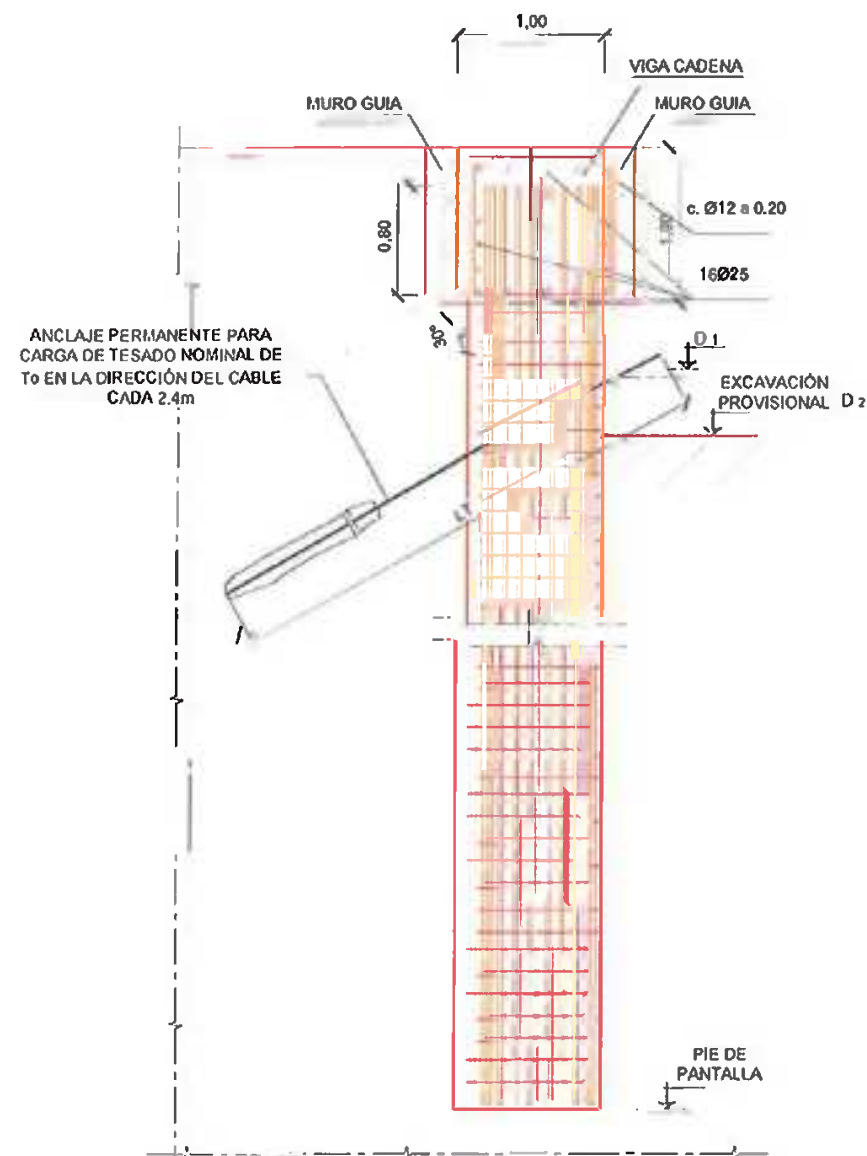 1,00
VIGA CADENA
MURO GUIA
MURO GUIA
c. Ø12 a 0.20
0,80
16Ø25
30°
ANCLAJE PERMANENTE PARA
CARGA DE TESADO NOMINAL DE
To EN LA DIRECCIÓN DEL CABLE
CADA 2.4m
D 1
EXCAVACIÓN
PROVISIONAL D 2
LT
PIE DE
PANTALLA